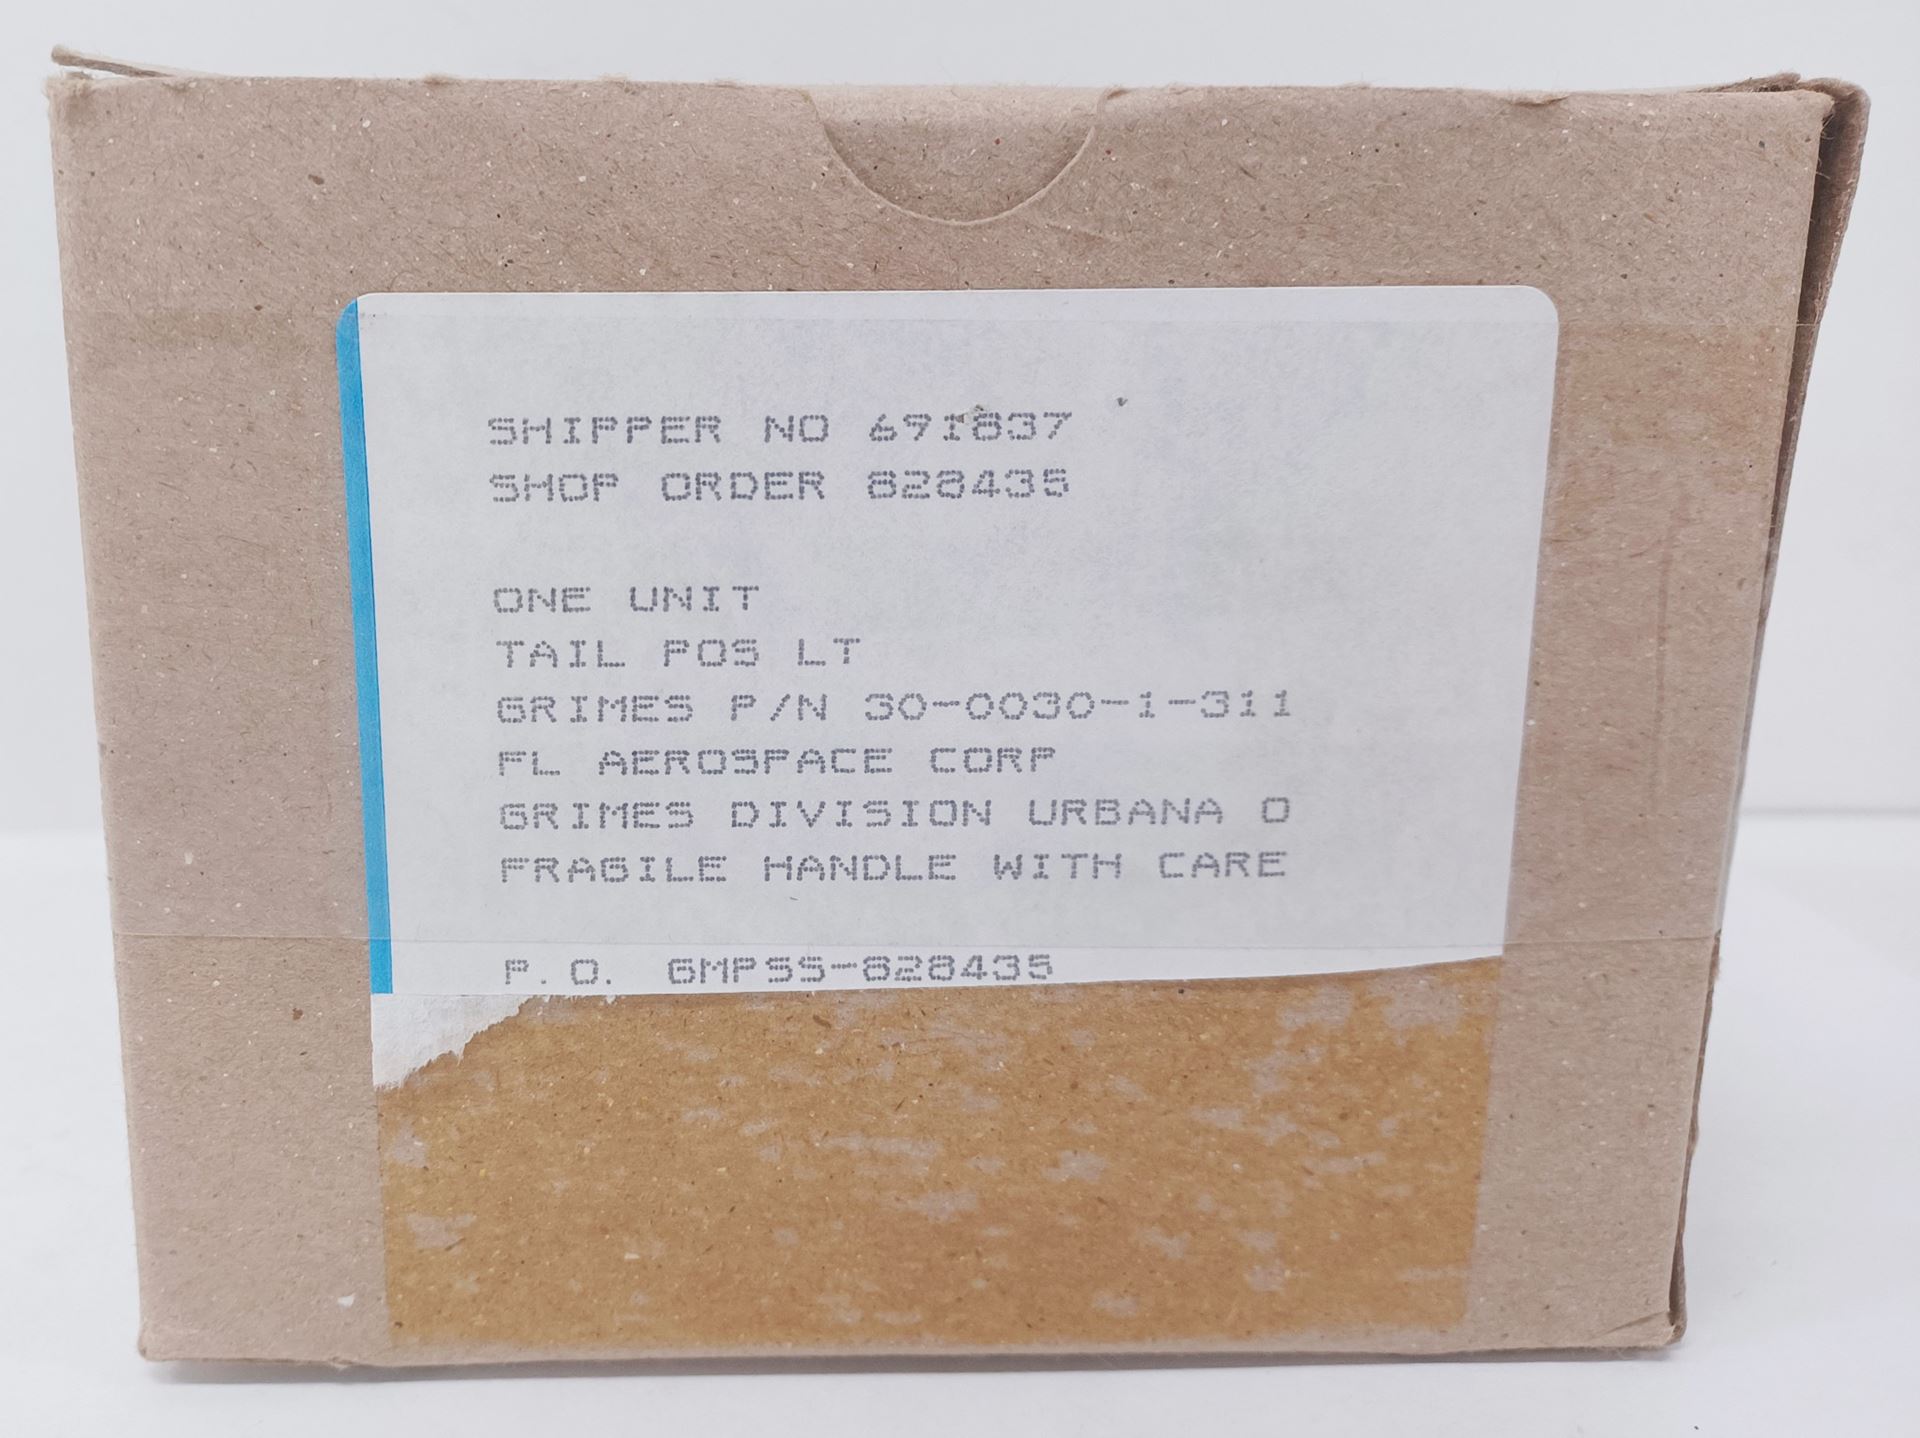 SHIPPER NO 691837
SHOP ORDER 828435
ONE UNIT
TAIL POS LT
GRIMES P/N 30-0030-1-311
FL AEROSPACE CORP
GRIMES DIVISION URBANA O
FRAGILE HANDLE WITH CARE
P.O. GMPSS-828435